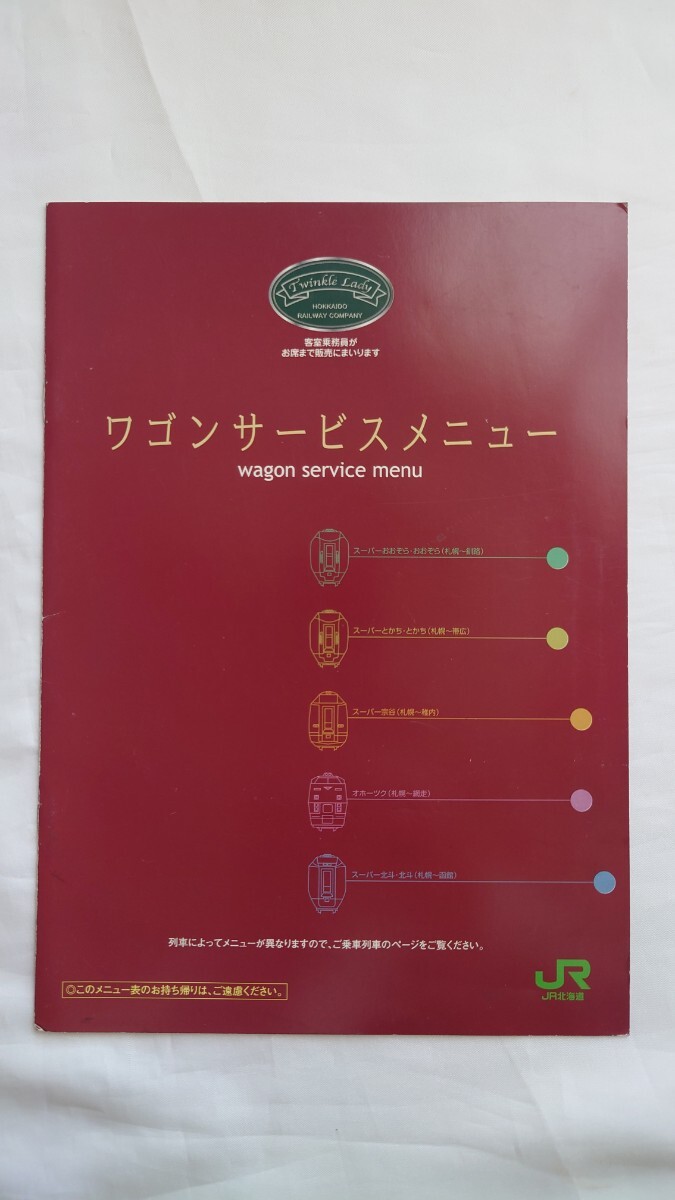 Twinkle Lady
HOKKAIDO
RAILWAY COMPANY
客室乗務員が
お席まで販売にまいります
ワゴンサービスメニュー
wagon service menu
スーパーおおぞら・おおぞら(札幌～釧路)
スーパーとかち・とかち(札幌～帯広)
スーパー宗谷(札幌～稚内)
オホーツク(札幌～網走)
スーパー北斗・北斗(札幌～函館)
列車によってメニューが異なりますので、ご乗車列車のページをご覧ください。
◎このメニュー表のお持ち帰りは、ご遠慮ください。
JR
JR北海道